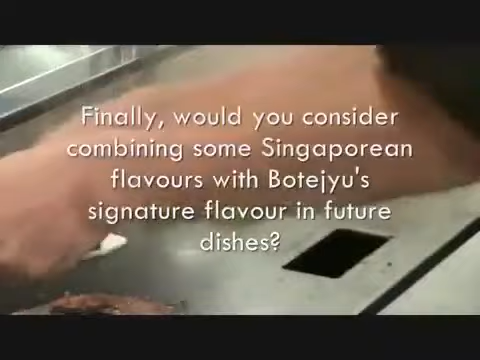 Finally, would you consider
combining some Singaporean
flavours with Botejyu's
signature flavour in future
dishes?